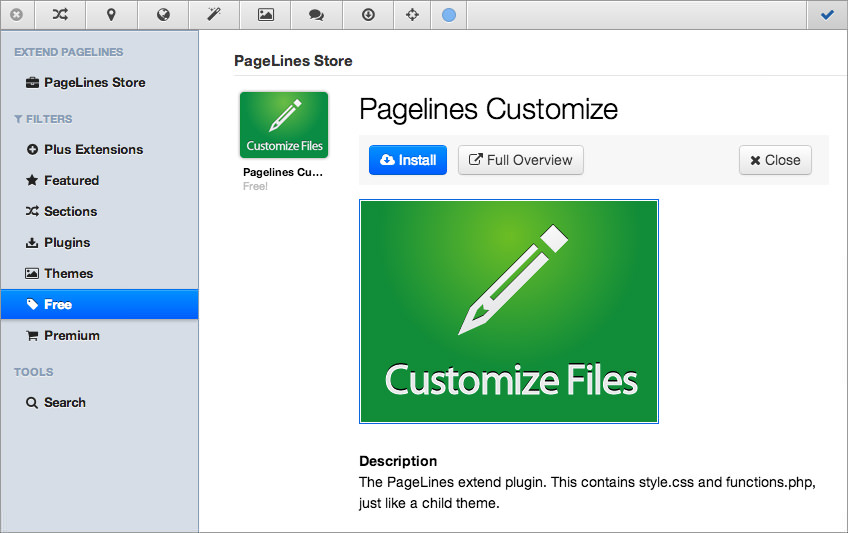 EXTEND PAGELINES
PageLines Store
FILTERS
Plus Extensions
Featured
Sections
Plugins
Themes
Free
Premium
TOOLS
Search
PageLines Store
Customize Files
Pagelines Cu...
Free!
Pagelines Customize
Install
Full Overview
Close
Customize Files
Description
The PageLines extend plugin. This contains style.css and functions.php,
just like a child theme.